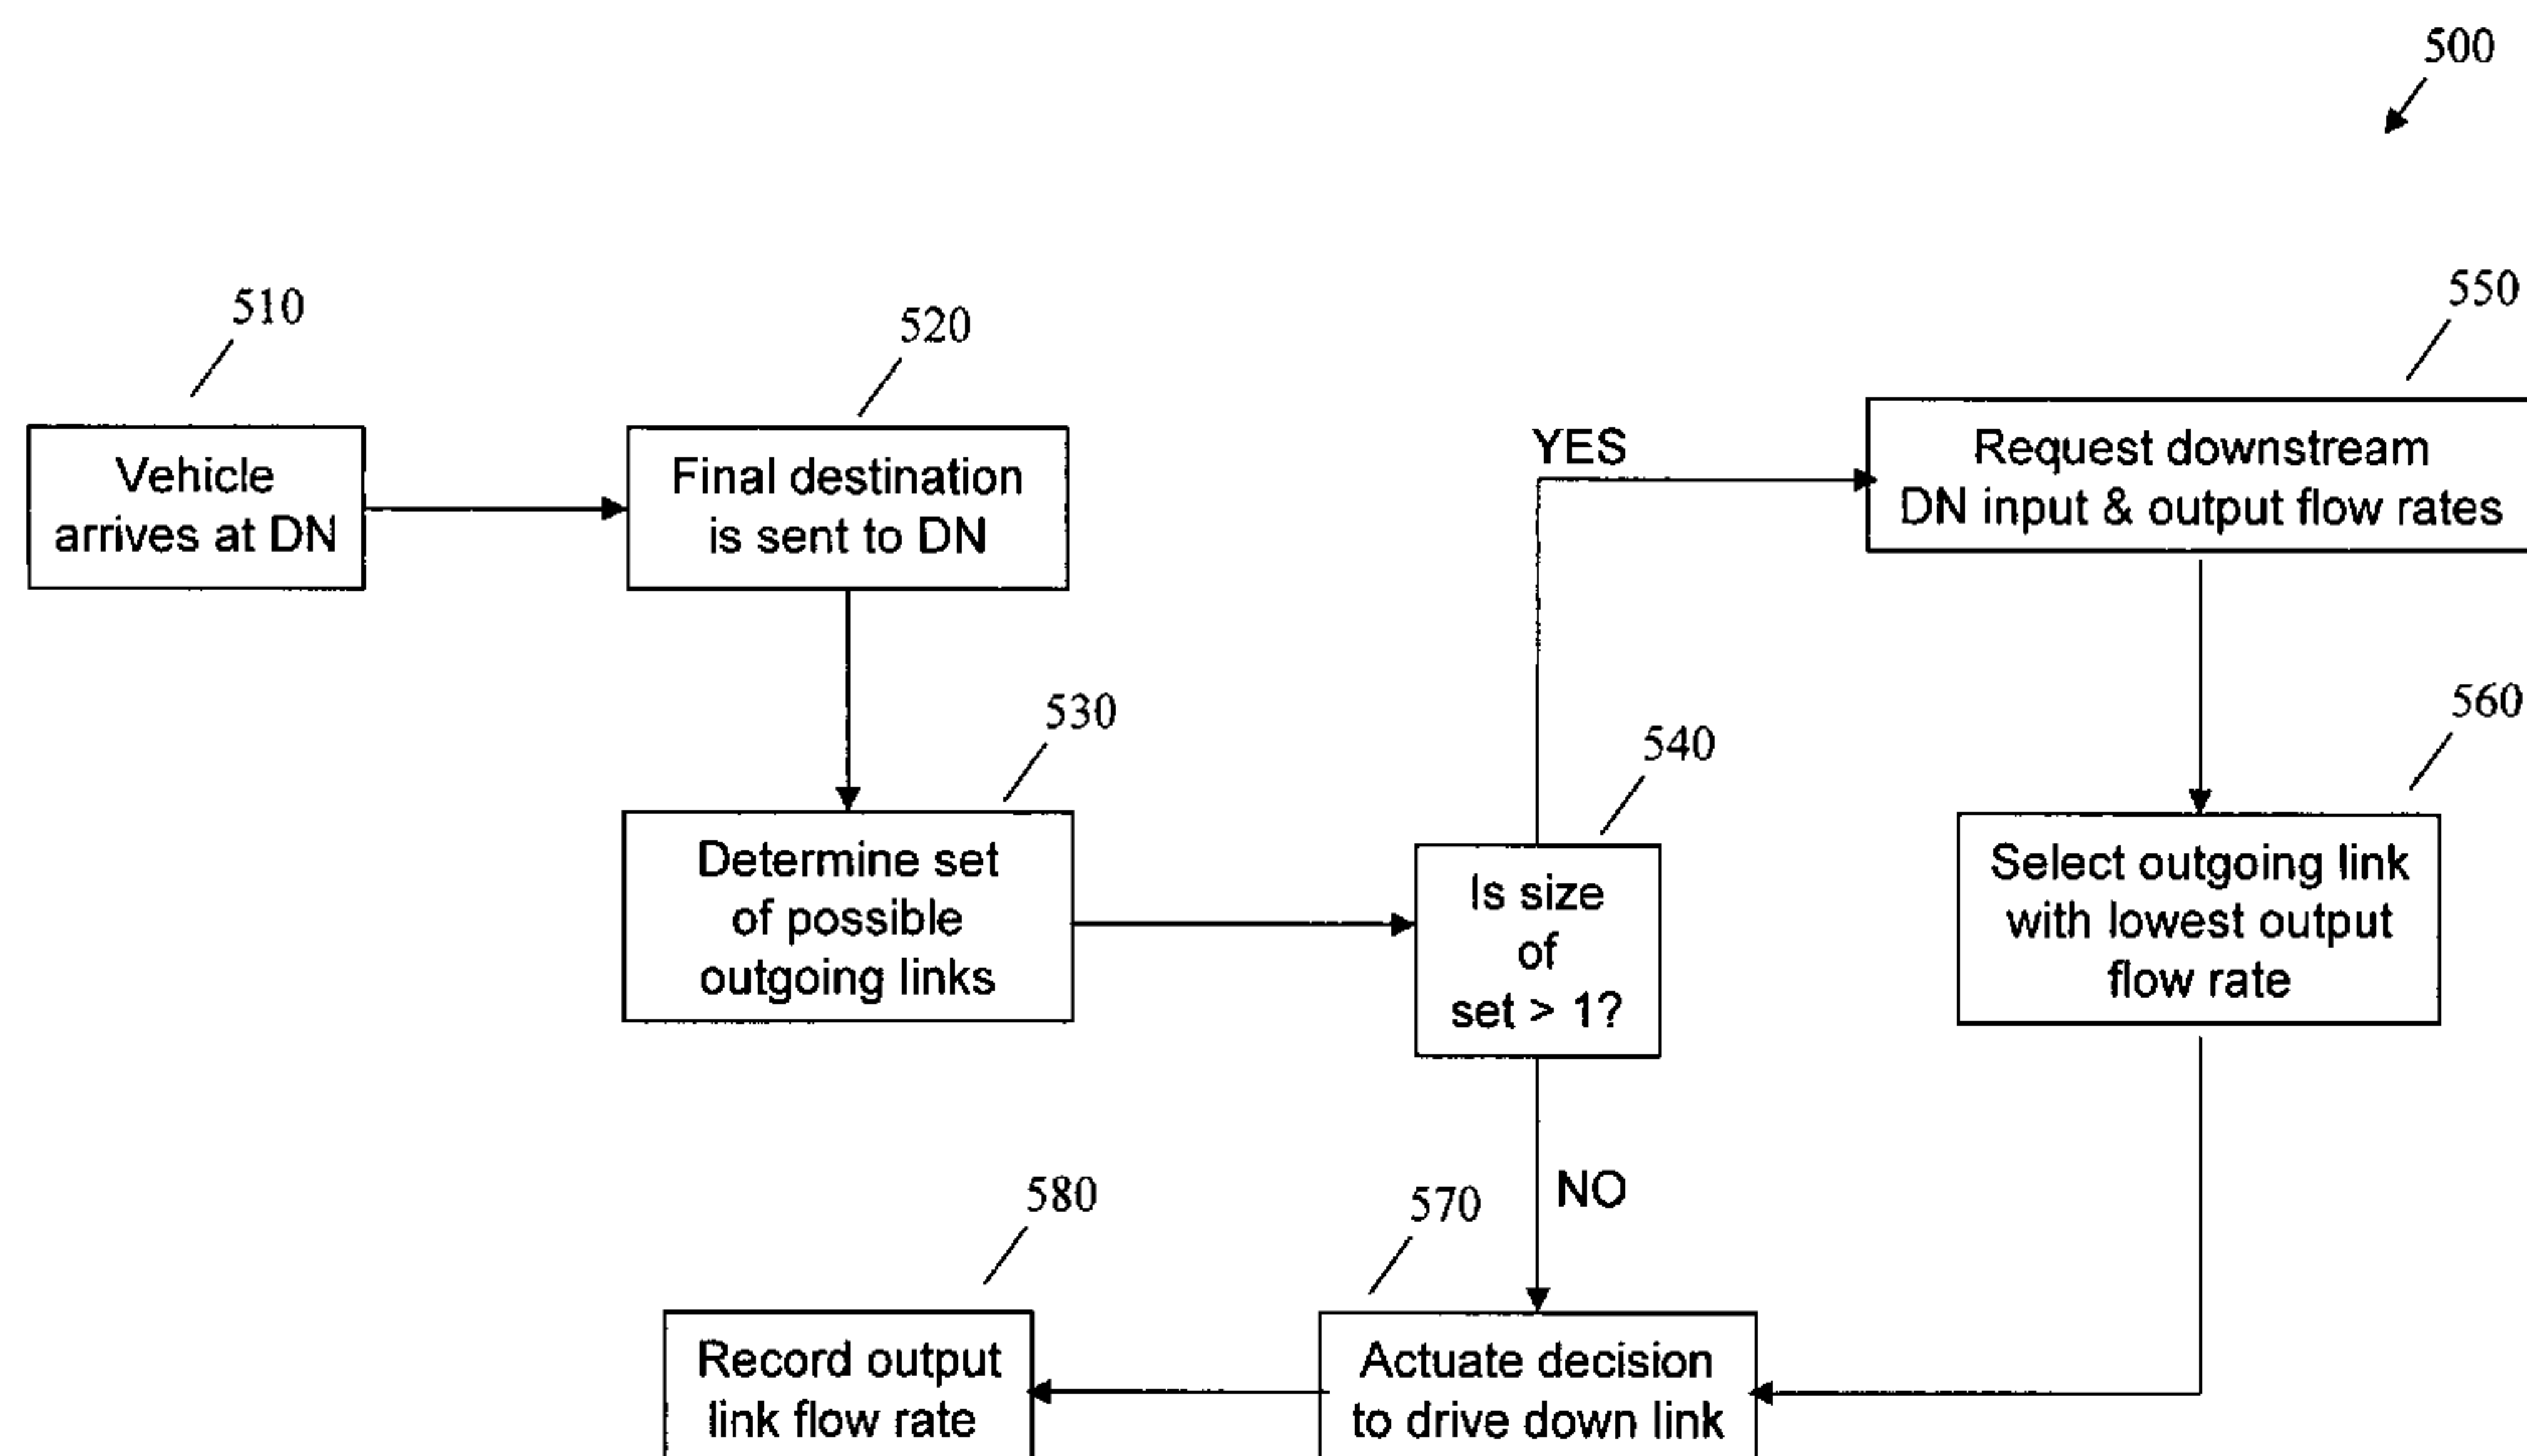 500
510
Vehicle
arrives at DN
520
Final destination
is sent to DN
YES
550
Request downstream
DN input & output flow rates
530
Determine set
of possible
outgoing links
540
Is size
of
set > 1?
560
Select outgoing link
with lowest output
flow rate
NO
580
Record output
link flow rate
570
Actuate decision
to drive down link